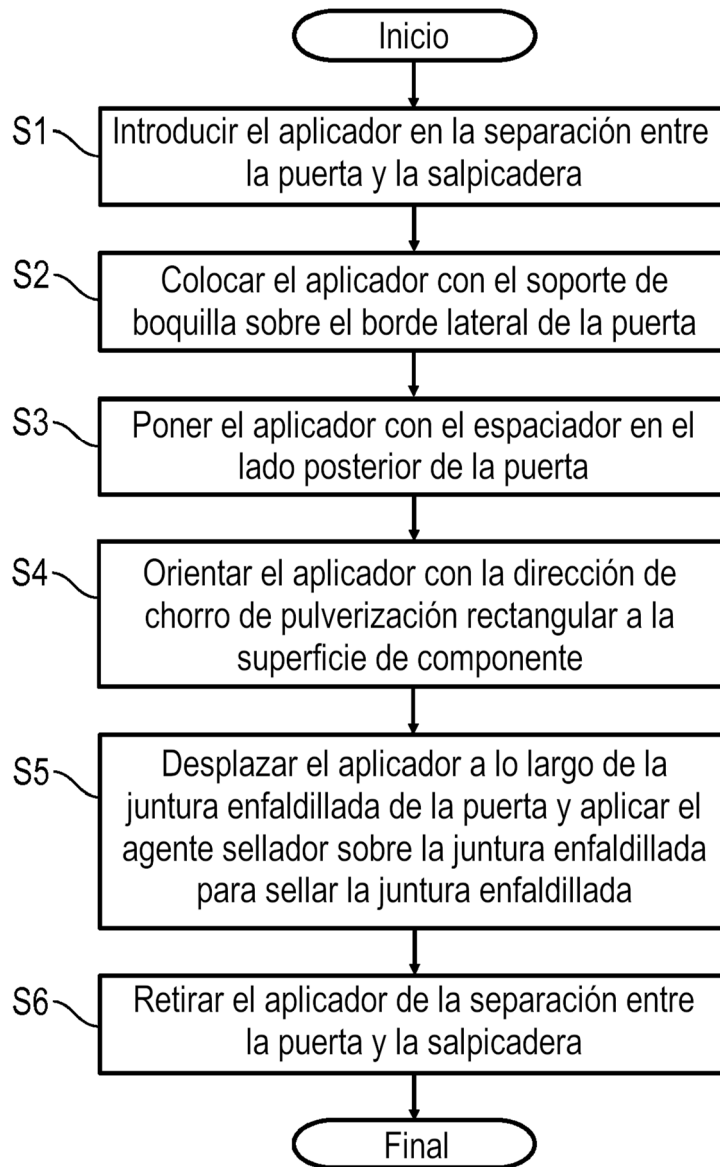 Inicio
S1
Introducir el aplicador en la separación entre
la puerta y la salpicadera
S2
Colocar el aplicador con el soporte de
boquilla sobre el borde lateral de la puerta
S3
Poner el aplicador con el espaciador en el
lado posterior de la puerta
S4
Orientar el aplicador con la dirección de
chorro de pulverización rectangular a la
superficie de componente
S5
Desplazar el aplicador a lo largo de la
juntura enfaldillada de la puerta y aplicar el
agente sellador sobre la juntura enfaldillada
para sellar la juntura enfaldillada
S6
Retirar el aplicador de la separación entre
la puerta y la salpicadera
Final